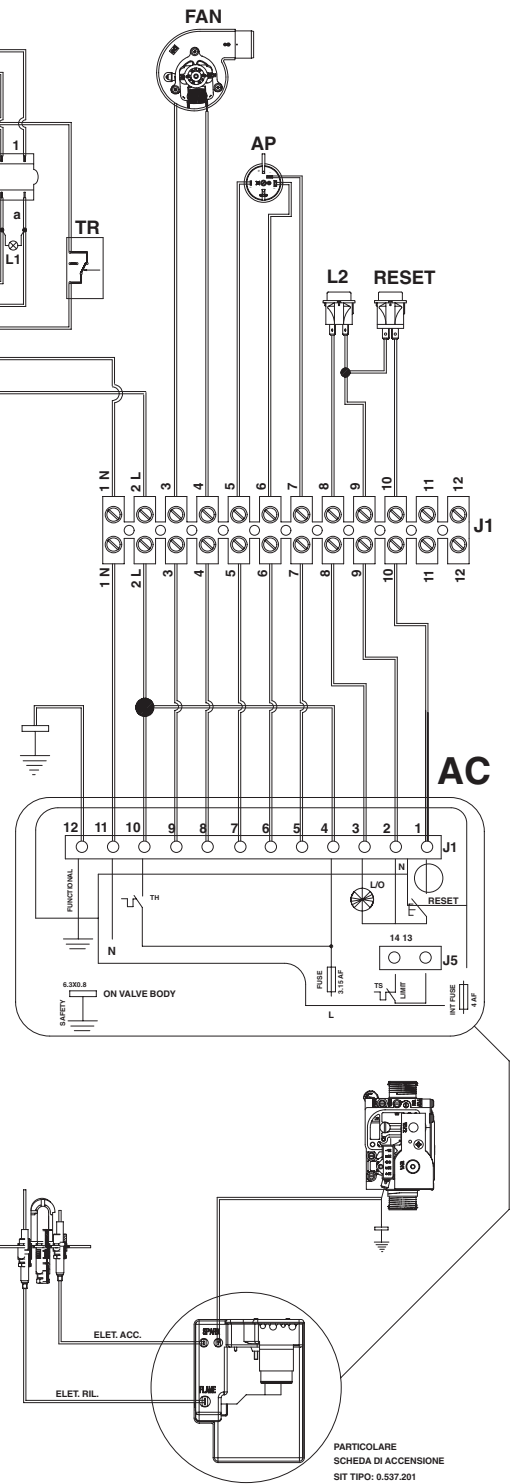 FAN
AP
1
a
L1
TR
L2 RESET
1 N 2 L 3 4 5 6 7 8 9 10 11 12
J1
1 N 2 L 3 4 5 6 7 8 9 10 11 12
AC
12 11 10 9 8 7 6 5 4 3 2 1
J1
FUNCTIONAL
TH
N
L/O
N
RESET
14 13
J5
6.3X0.8
ON VALVE BODY
SAFETY
FUSE
3.15 AF
L
TS
LIMIT
INT FUSE
4 AF
ELET. ACC.
SPARK
ELET. RIL.
FLAME
PARTICOLARE
SCHEDA DI ACCENSIONE
SIT TIPO: 0.537.201